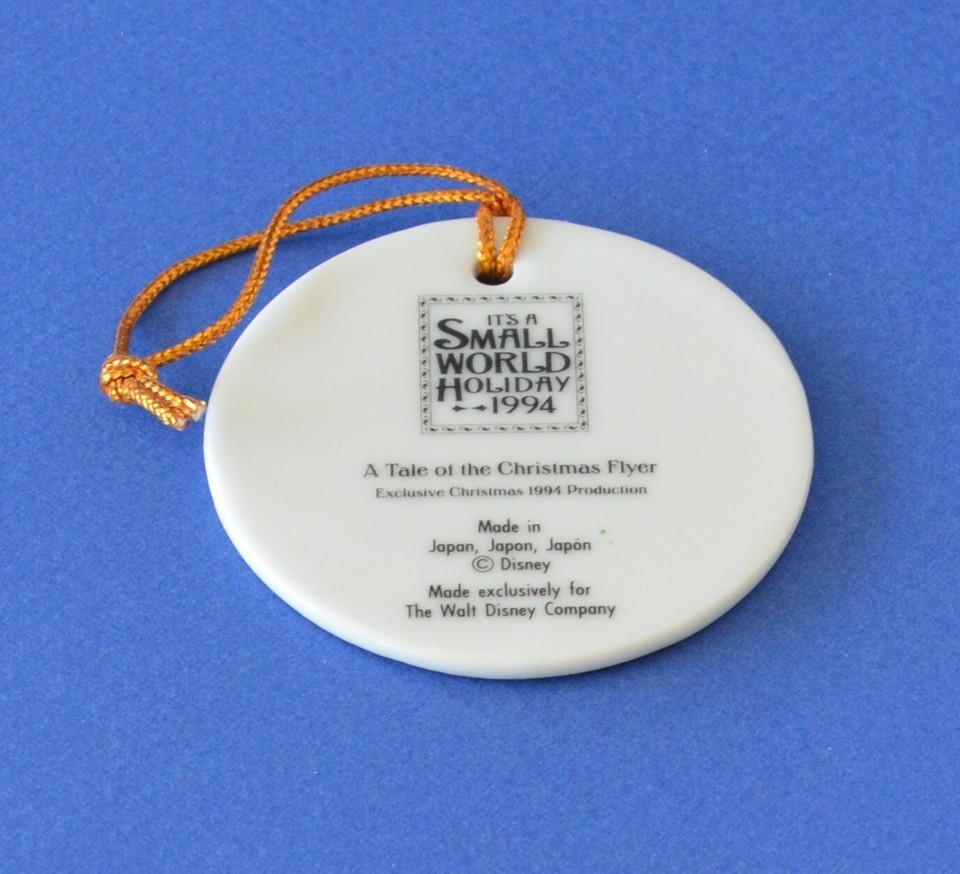 IT'S A
SMALL
WORLD
HOLIDAY
1994
A Tale of the Christmas Flyer
Exclusive Christmas 1994 Production
Made in
Japan, Japon, Japón
© Disney
Made exclusively for
The Walt Disney Company